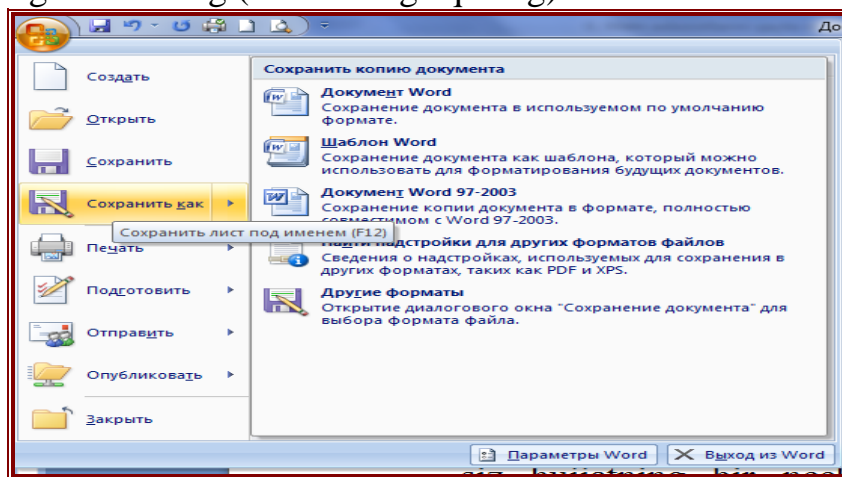 До
Создать
Открыть
Сохранить
Сохранить как
Сохранить лист под именем (F12)
Печать
Подготовить
Отправить
Опубликовать
Закрыть
Сохранить копию документа
Документ Word
Сохранение документа в используемом по умолчанию
формате.
Шаблон Word
Сохранение документа как шаблона, который можно
использовать для форматирования будущих документов.
Документ Word 97-2003
Сохранение копии документа в формате, полностью
совместимом с Word 97-2003.
Найти надстройки для других форматов файлов
Сведения о надстройках, используемых для сохранения в
других форматах, таких как PDF и XPS.
Другие форматы
Открытие диалогового окна "Сохранение документа" для
выбора формата файла.
Параметры Word
Выход из Word